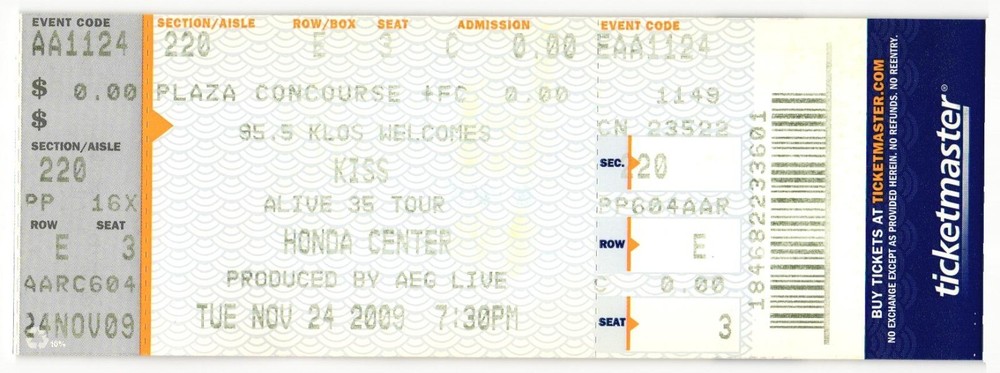 EVENT CODE
AA1124
$ 0.00
$
SECTION/AISLE
220
PP 16X
ROW SEAT
E 3
AARC604
24NOV09
10%
SECTION/AISLE ROW/BOX SEAT ADMISSION
220 E 3 C 0.00
PLAZA CONCOURSE +FC 0.00
95.5 KLOS WELCOMES
KISS
ALIVE 35 TOUR
HONDA CENTER
PRODUCED BY AEG LIVE
TUE NOV 24 2009 7:30PM
EVENT CODE
EAA1124
1149
CN 23522
SEC. 220
PP604AAR
ROW E
C 0.00
SEAT 3
184682233601
BUY TICKETS AT TICKETMASTER.COM
NO EXCHANGE EXCEPT AS PROVIDED HEREIN. NO REFUNDS. NO REENTRY.
ticketmaster®